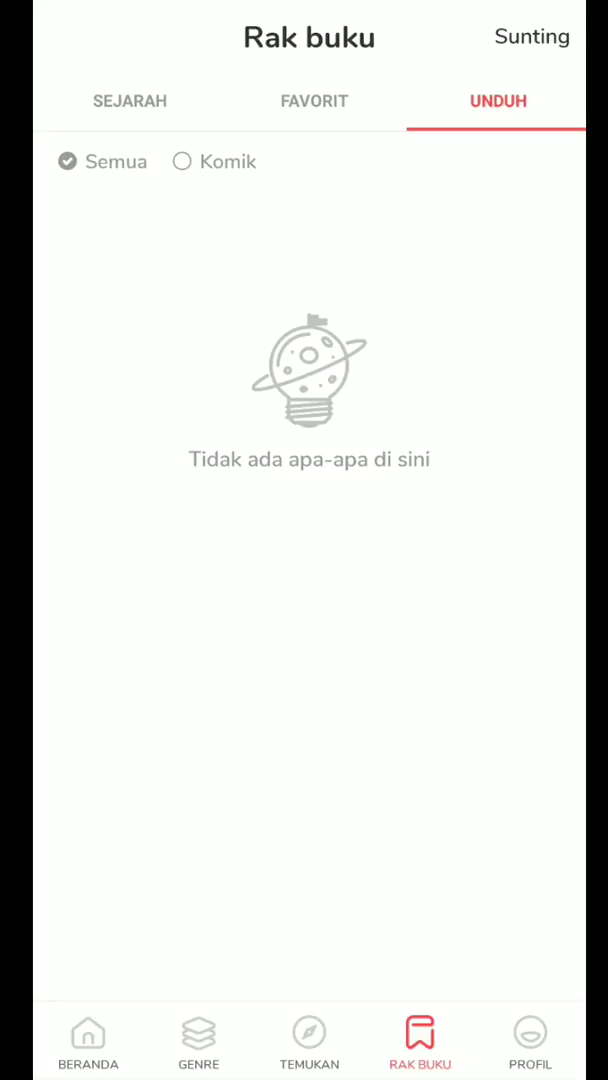 Rak buku
Sunting
SEJARAH
FAVORIT
UNDUH
Semua
Komik
Tidak ada apa-apa di sini
BERANDA
GENRE
TEMUKAN
RAK BUKU
PROFIL